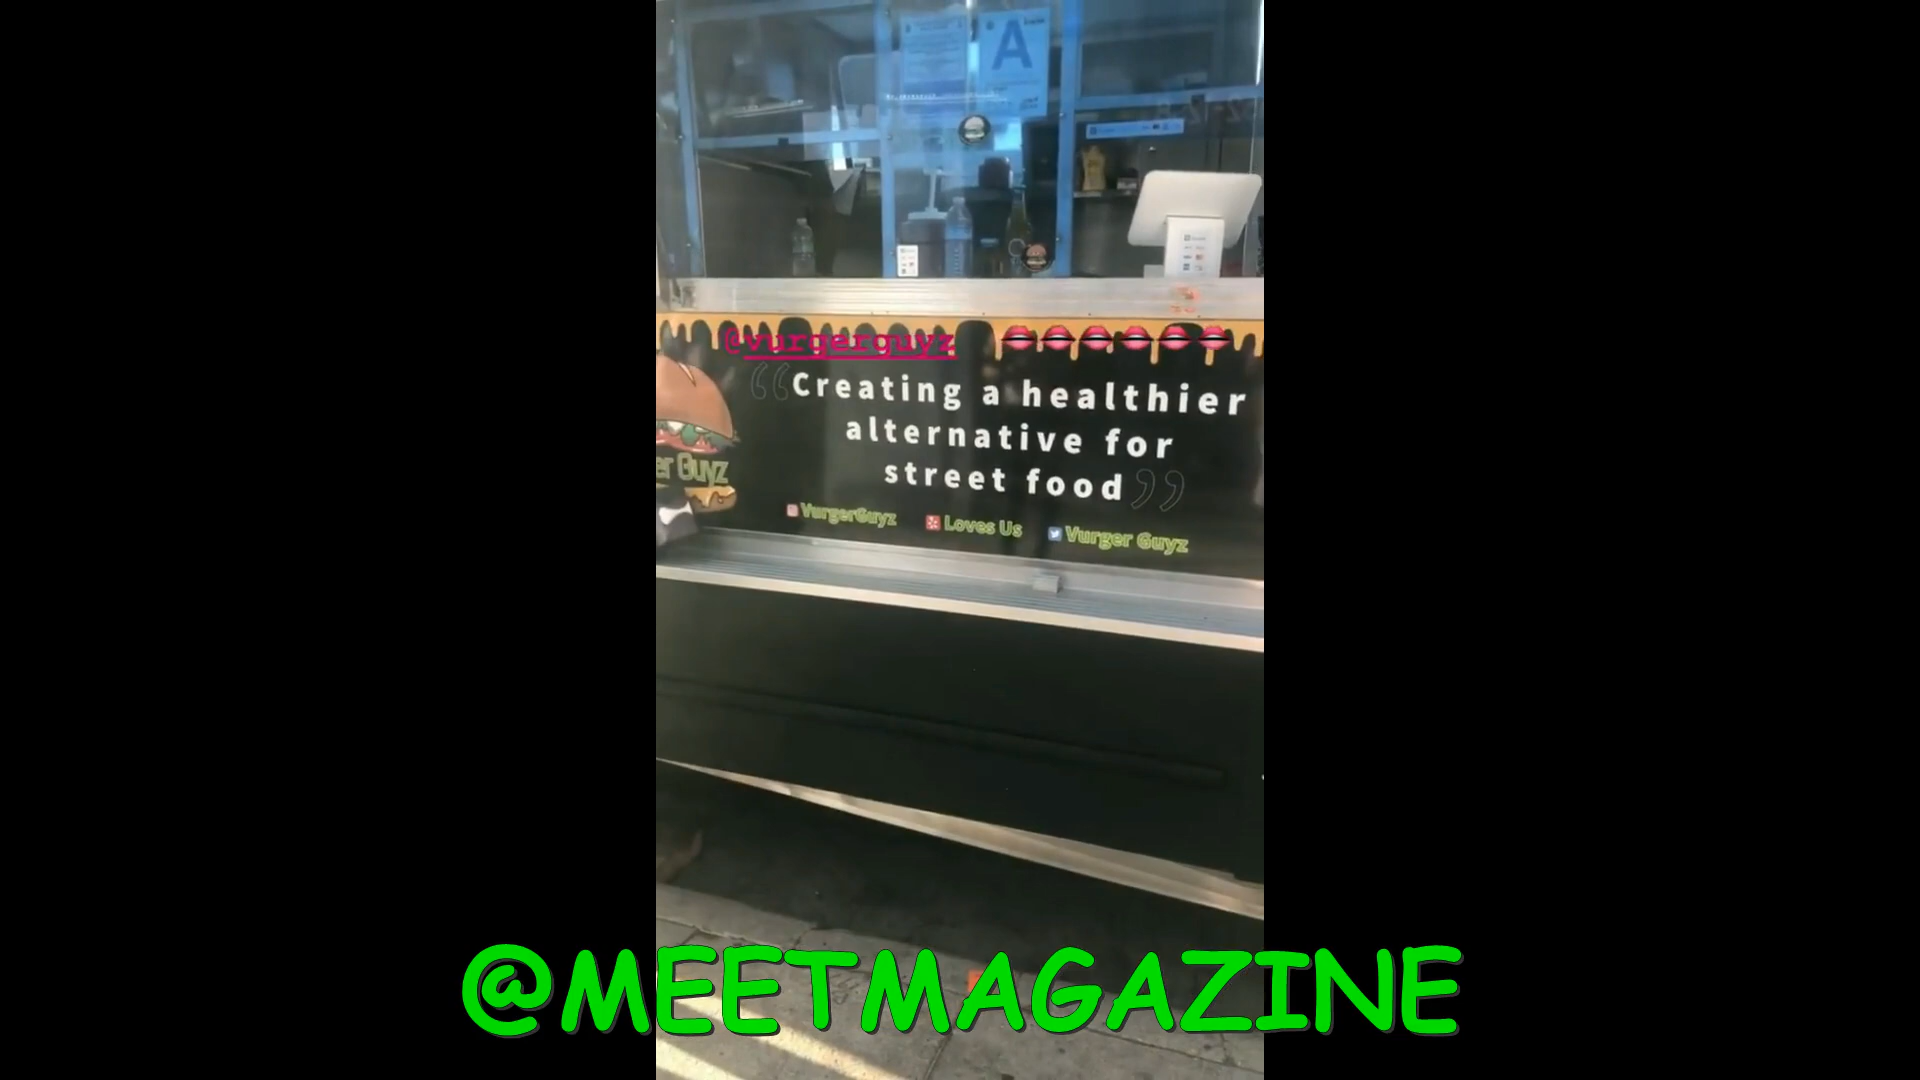 A
@vurgerguyz
“Creating a healthier
alternative for
street food”
er Guyz
VurgerGuyz
Loves Us
Vurger Guyz
@MEETMAGAZINE